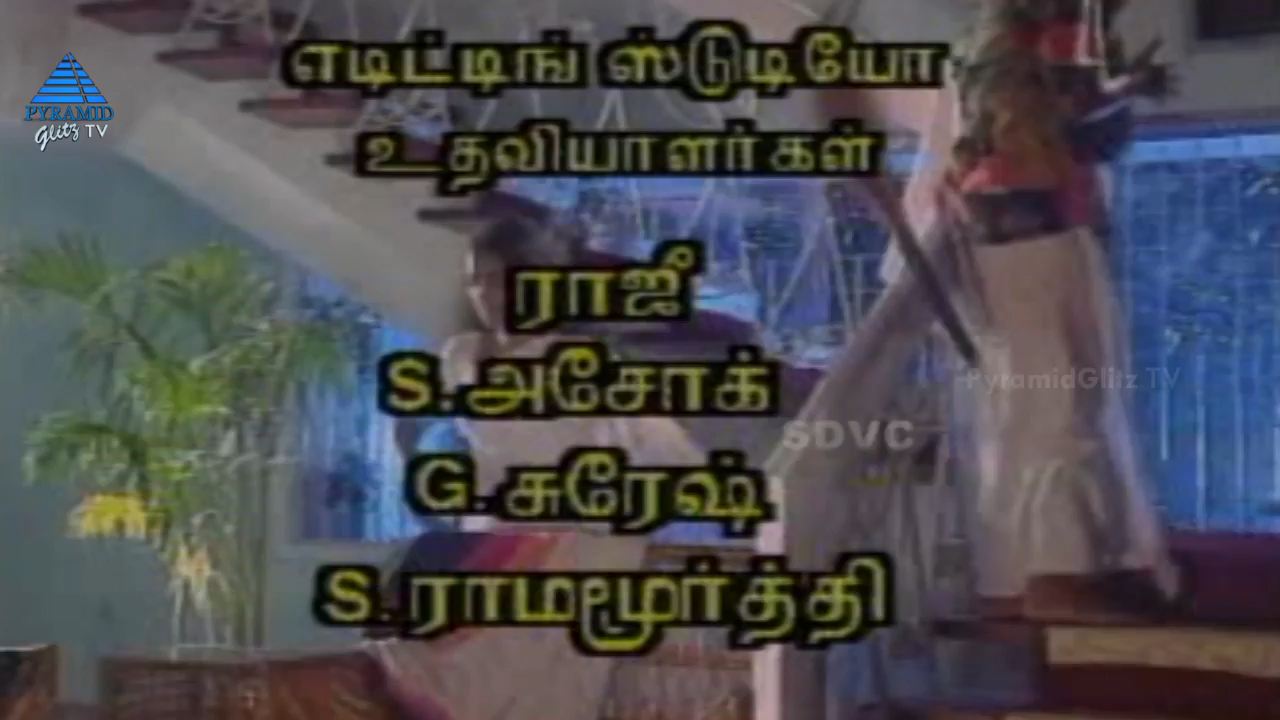 எடிட்டிங் ஸ்டுடியோ
உதவியாளர்கள்
ராஜீ
S. அசோக்
G. சுரேஷ்
S. ராமமூர்த்தி
PYRAMID
Glitz TV
PyramidGlitz TV
SDVC